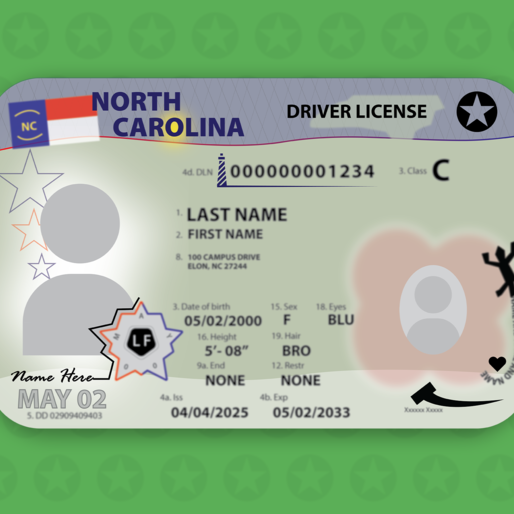 NC
NORTH
CAROLINA
DRIVER LICENSE
4d. DLN 000000001234 3. Class C
1. LAST NAME
2. FIRST NAME
8. 100 CAMPUS DRIVE
ELON, NC 27244
3. Date of birth 15. Sex 18. Eyes
05/02/2000 F BLU
16. Height 19. Hair
5'- 08" BRO
9a. End 12. Restr
NONE NONE
4a. Iss 4b. Exp
04/04/2025 05/02/2033
LF
Name Here
MAY 02
5. DD 02909409403
Xxxxxx Xxxxx
AND NAME